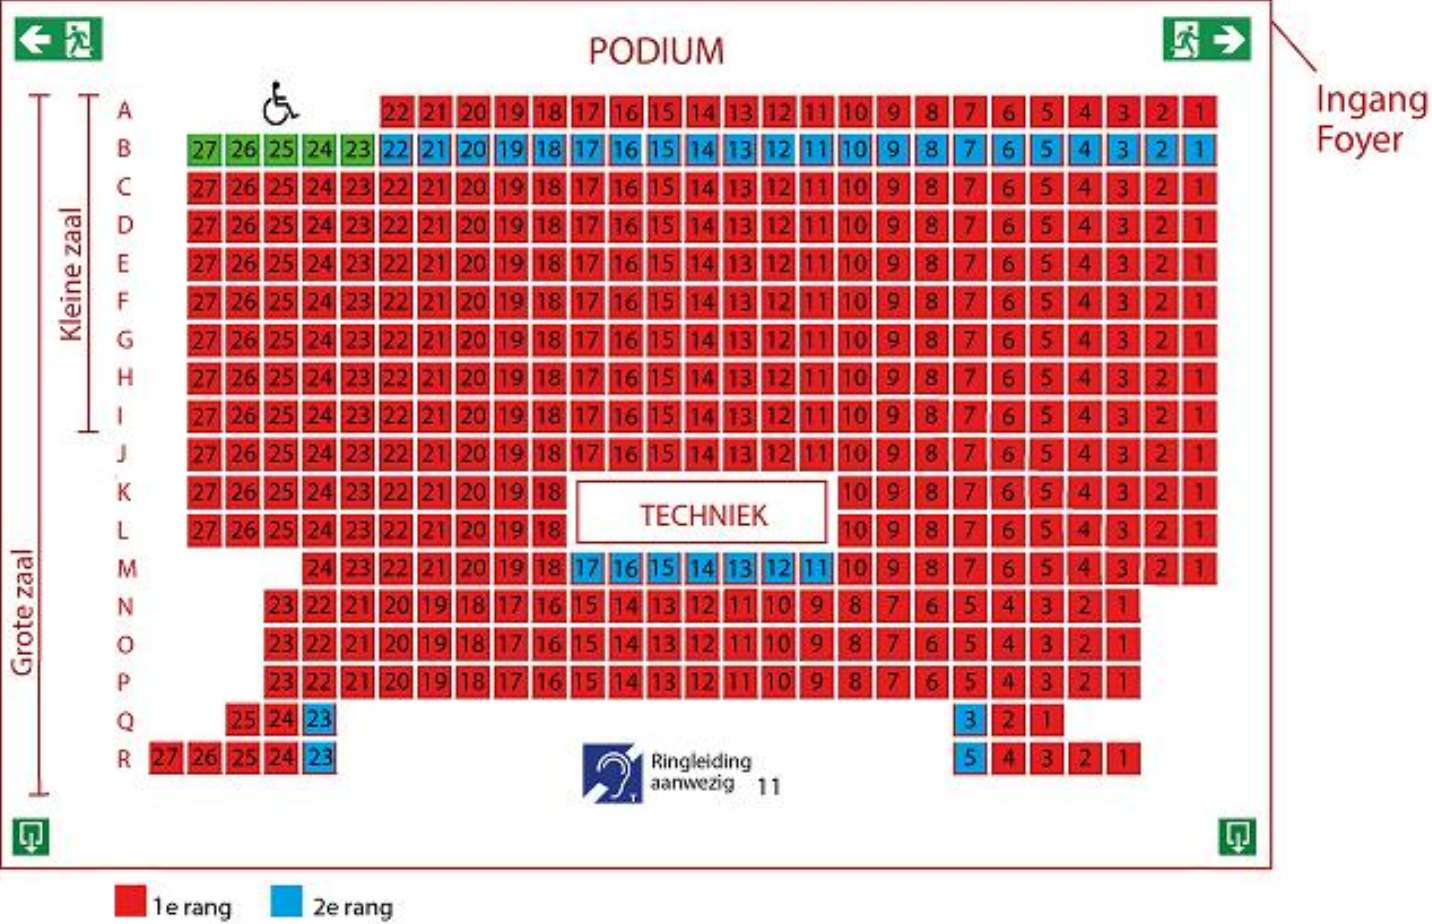 PODIUM
Ingang
Foyer
Kleine zaal
Grote zaal
A 22 21 20 19 18 17 16 15 14 13 12 11 10 9 8 7 6 5 4 3 2 1
B 27 26 25 24 23 22 21 20 19 18 17 16 15 14 13 12 11 10 9 8 7 6 5 4 3 2 1
C 27 26 25 24 23 22 21 20 19 18 17 16 15 14 13 12 11 10 9 8 7 6 5 4 3 2 1
D 27 26 25 24 23 22 21 20 19 18 17 16 15 14 13 12 11 10 9 8 7 6 5 4 3 2 1
E 27 26 25 24 23 22 21 20 19 18 17 16 15 14 13 12 11 10 9 8 7 6 5 4 3 2 1
F 27 26 25 24 23 22 21 20 19 18 17 16 15 14 13 12 11 10 9 8 7 6 5 4 3 2 1
G 27 26 25 24 23 22 21 20 19 18 17 16 15 14 13 12 11 10 9 8 7 6 5 4 3 2 1
H 27 26 25 24 23 22 21 20 19 18 17 16 15 14 13 12 11 10 9 8 7 6 5 4 3 2 1
I 27 26 25 24 23 22 21 20 19 18 17 16 15 14 13 12 11 10 9 8 7 6 5 4 3 2 1
J 27 26 25 24 23 22 21 20 19 18 17 16 15 14 13 12 11 10 9 8 7 6 5 4 3 2 1
K 27 26 25 24 23 22 21 20 19 18 10 9 8 7 6 5 4 3 2 1
TECHNIEK
L 27 26 25 24 23 22 21 20 19 18 10 9 8 7 6 5 4 3 2 1
M 24 23 22 21 20 19 18 17 16 15 14 13 12 11 10 9 8 7 6 5 4 3 2 1
N 23 22 21 20 19 18 17 16 15 14 13 12 11 10 9 8 7 6 5 4 3 2 1
O 23 22 21 20 19 18 17 16 15 14 13 12 11 10 9 8 7 6 5 4 3 2 1
P 23 22 21 20 19 18 17 16 15 14 13 12 11 10 9 8 7 6 5 4 3 2 1
Q 25 24 23 3 2 1
R 27 26 25 24 23 5 4 3 2 1
Ringleiding
aanwezig 11
1e rang 2e rang